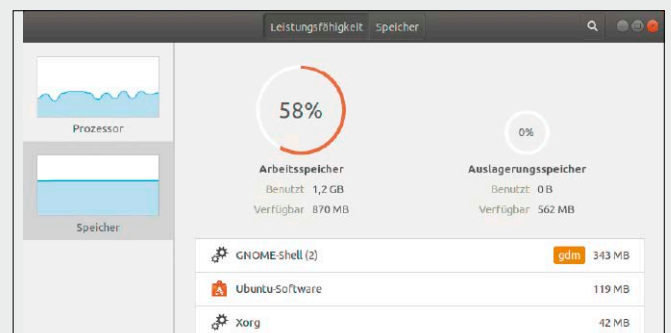 Leistungsfähigkeit Speicher
58%
0%
Prozessor
Arbeitsspeicher
Benutzt 1,2 GB
Verfügbar 870 MB
Auslagerungsspeicher
Benutzt 0 B
Verfügbar 562 MB
Speicher
GNOME-Shell (2) gdm 343 MB
Ubuntu-Software 119 MB
Xorg 42 MB